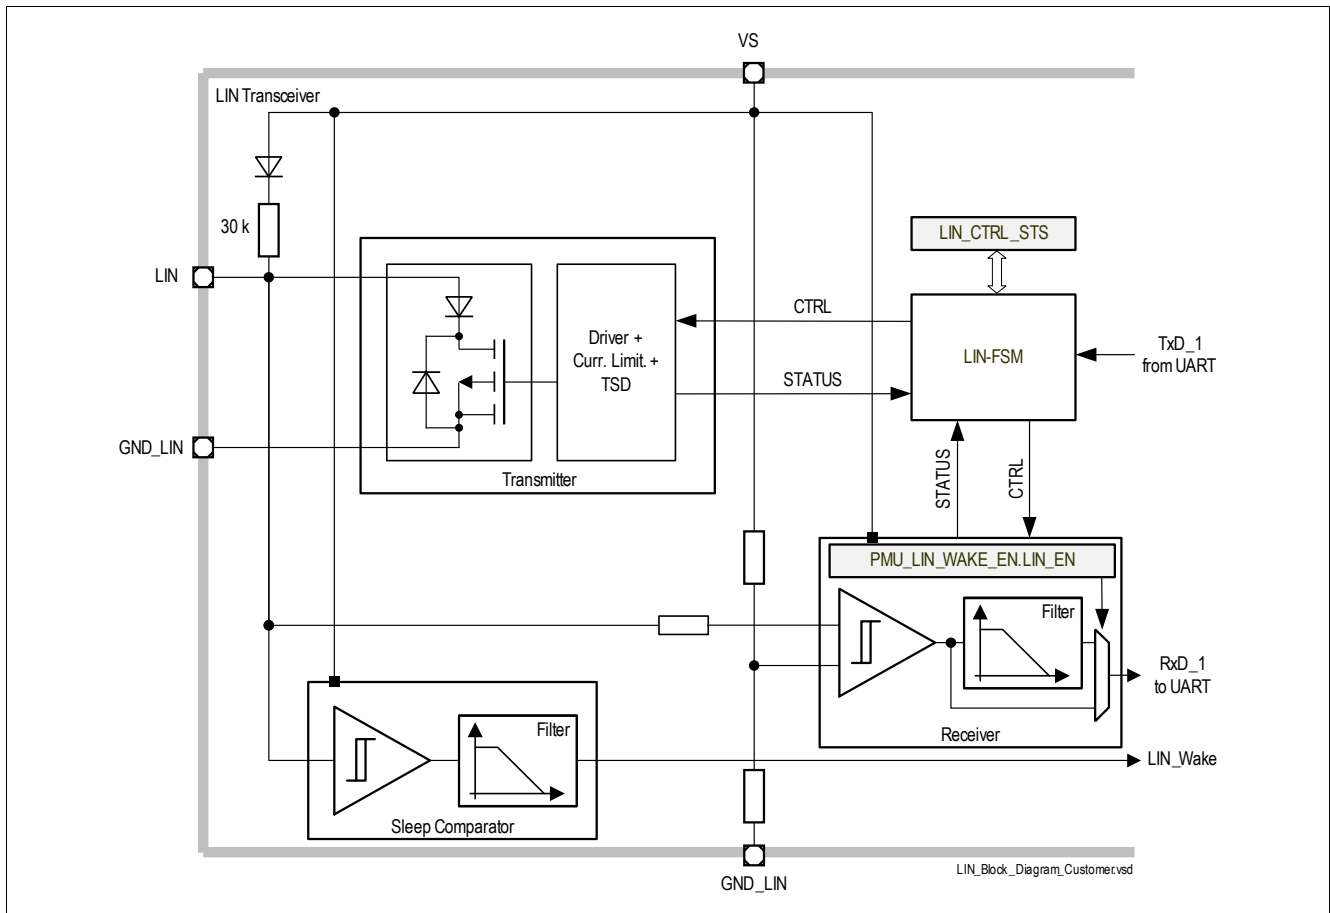 VS
LIN Transceiver
30 k
LIN_CTRL_STS
LIN
CTRL
Driver +
Curr. Limit. +
TSD
LIN-FSM
TxD_1
from UART
STATUS
GND_LIN
Transmitter
STATUS
CTRL
PMU_LIN_WAKE_EN.LIN_EN
Filter
RxD_1
to UART
Receiver
Filter
LIN_Wake
Sleep Comparator
GND_LIN
LIN_Block_Diagram_Customer.vsd